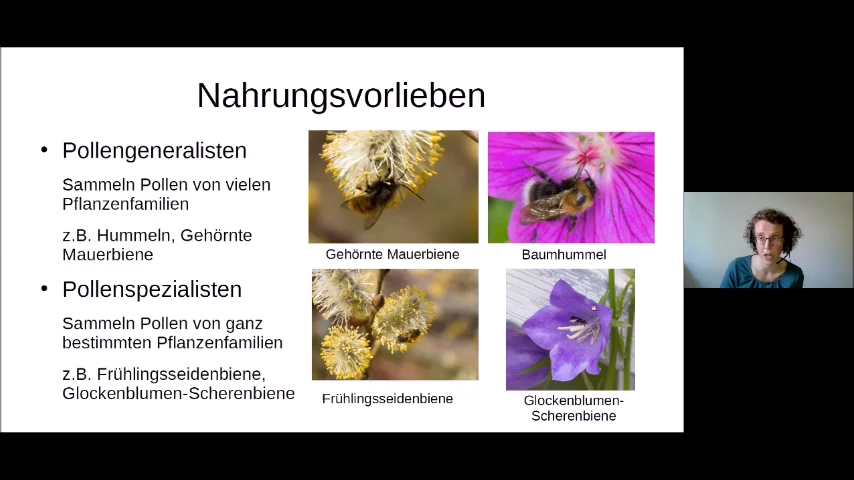 Nahrungsvorlieben
• Pollengeneralisten
Sammeln Pollen von vielen
Pflanzenfamilien
z.B. Hummeln, Gehörnte
Mauerbiene
• Pollenspezialisten
Sammeln Pollen von ganz
bestimmten Pflanzenfamilien
z.B. Frühlingsseidenbiene,
Glockenblumen-Scherenbiene
Gehörnte Mauerbiene
Baumhummel
Frühlingsseidenbiene
Glockenblumen-
Scherenbiene